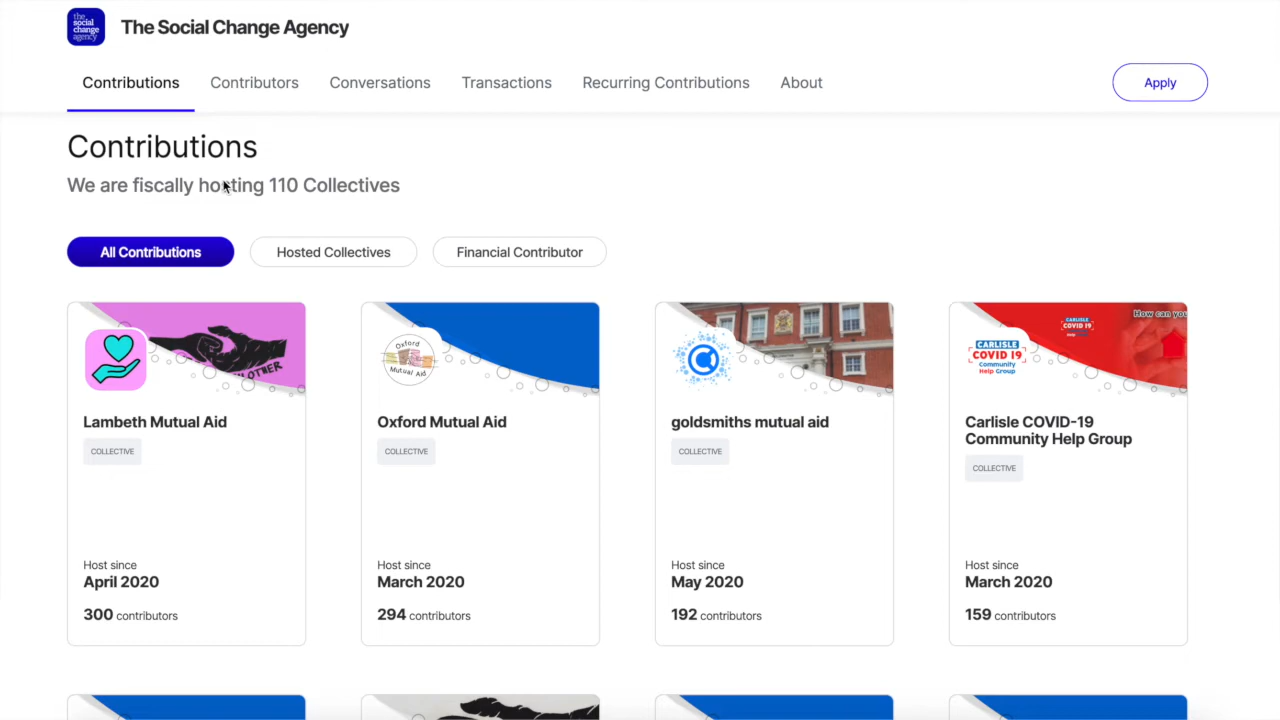 the
social
change
agency
The Social Change Agency
Contributions
Contributors
Conversations
Transactions
Recurring Contributions
About
Apply
Contributions
We are fiscally hosting 110 Collectives
All Contributions
Hosted Collectives
Financial Contributor
OTHER
Oxford
Mutual Aid
CARLISLE
COVID 19
Community
Help Group
CARLISLE
COVID 19
How can you
Lambeth Mutual Aid
COLLECTIVE
Oxford Mutual Aid
COLLECTIVE
goldsmiths mutual aid
COLLECTIVE
Carlisle COVID-19
Community Help Group
COLLECTIVE
Host since
April 2020
300 contributors
Host since
March 2020
294 contributors
Host since
May 2020
192 contributors
Host since
March 2020
159 contributors